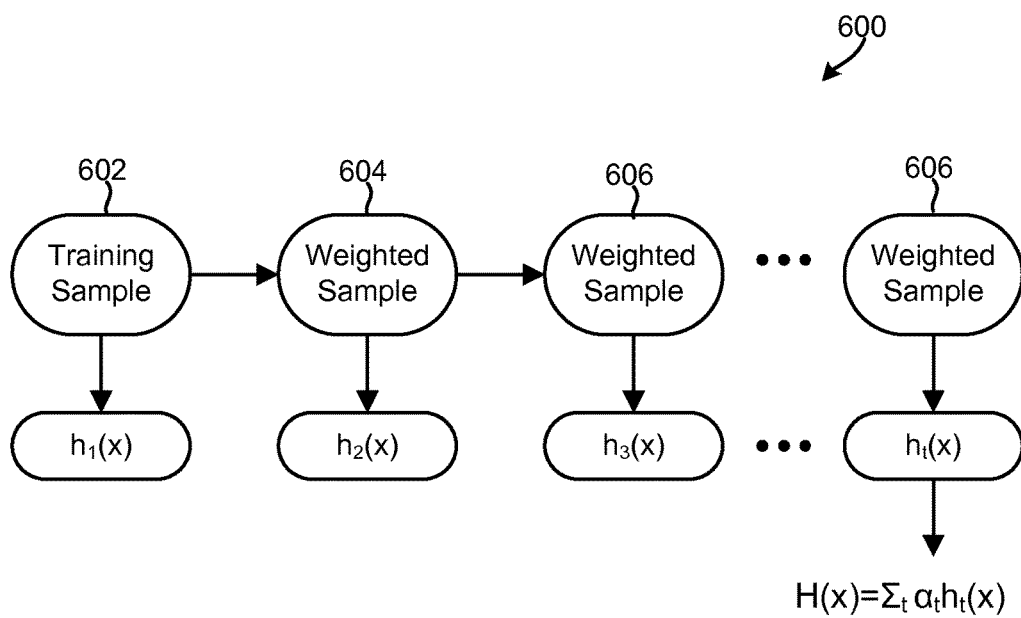 600
602
604
606
606
Training
Sample
Weighted
Sample
Weighted
Sample
Weighted
Sample
h₁(x)
h₂(x)
h₃(x)
hₜ(x)
H(x)=Σₜ αₜhₜ(x)